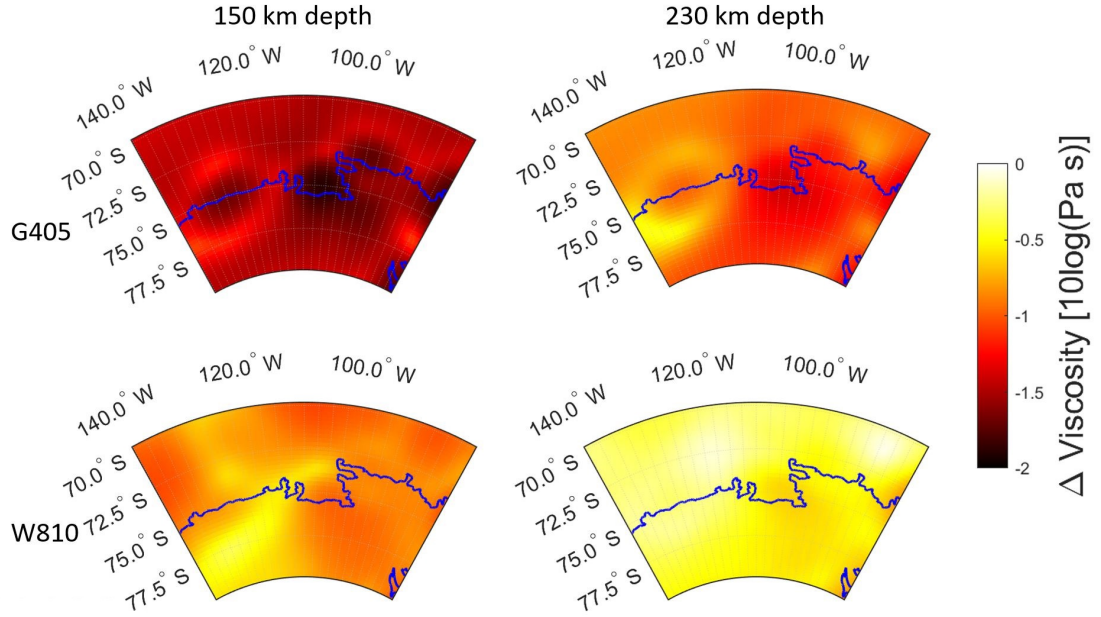 150 km depth
230 km depth
140.0° W
120.0° W
100.0° W
70.0° S
72.5° S
75.0° S
77.5° S
140.0° W
120.0° W
100.0° W
70.0° S
72.5° S
75.0° S
77.5° S
G405
140.0° W
120.0° W
100.0° W
70.0° S
72.5° S
75.0° S
77.5° S
140.0° W
120.0° W
100.0° W
70.0° S
72.5° S
75.0° S
77.5° S
W810
0
-0.5
-1
-1.5
-2
Δ Viscosity [10log(Pa s)]